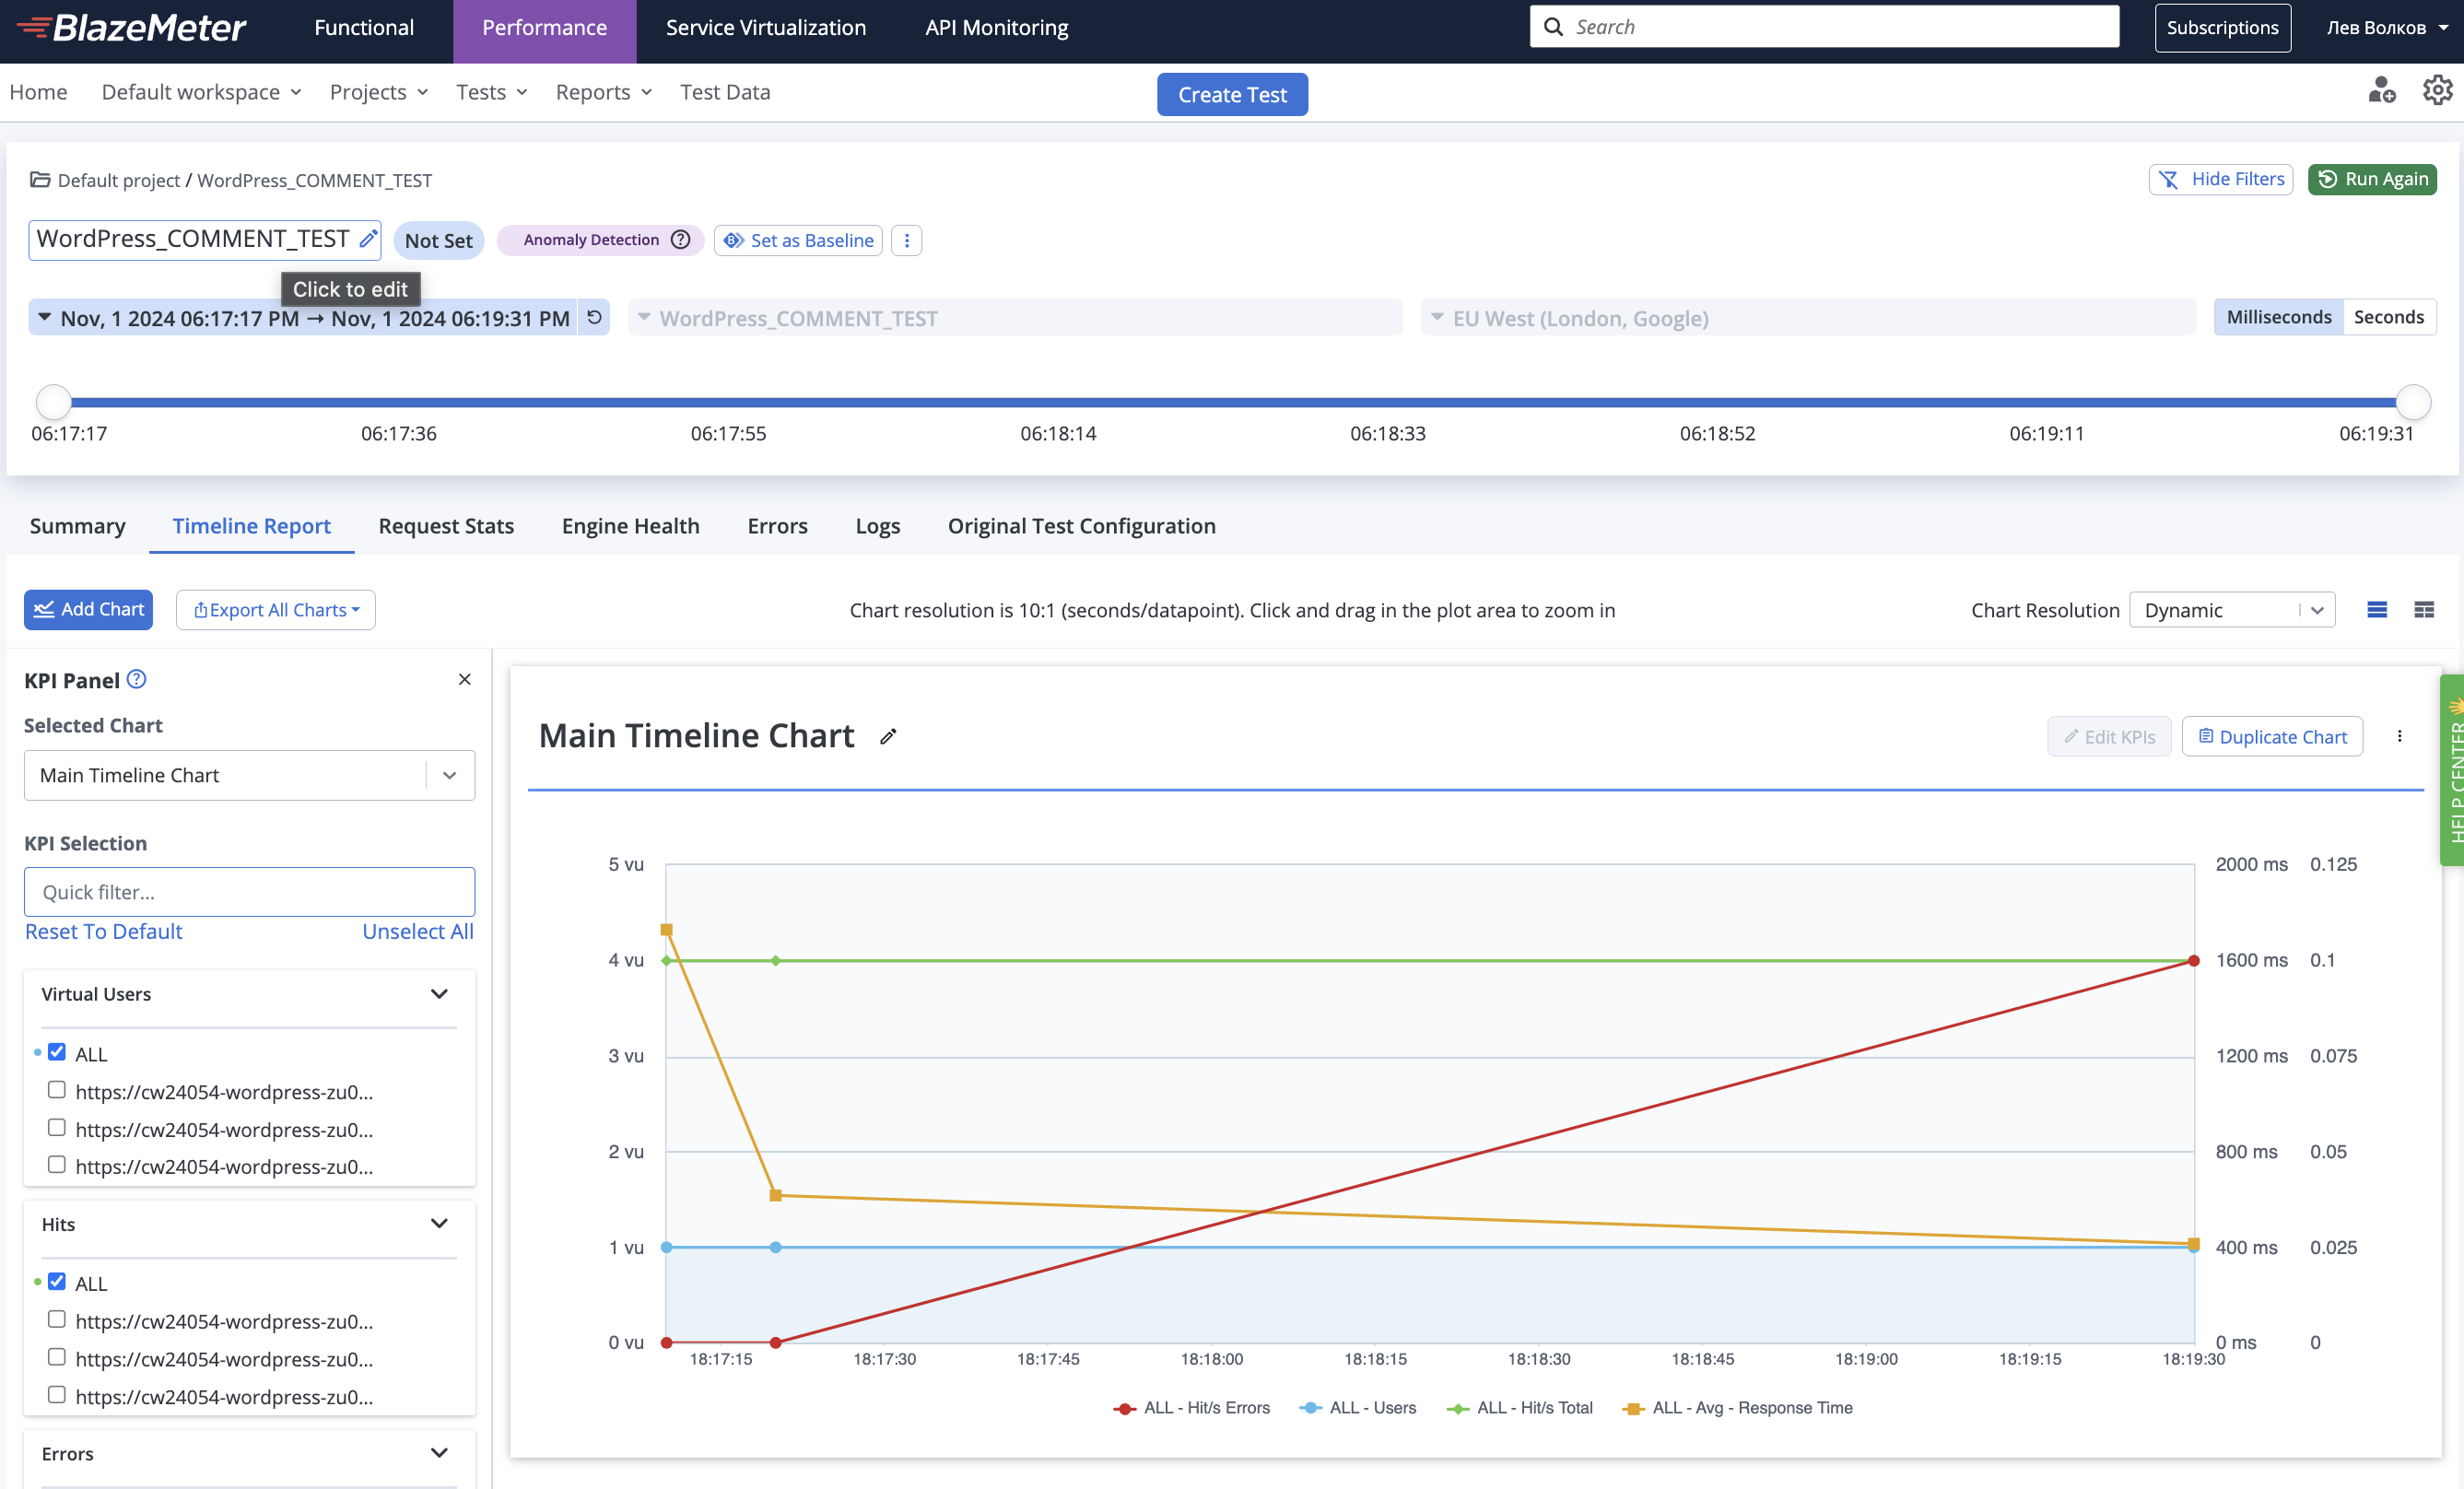 BlazeMeter Functional Performance Service Virtualization API Monitoring Search Subscriptions Лев Волков
Home Default workspace Projects Tests Reports Test Data Create Test
Default project / WordPress_COMMENT_TEST Hide Filters Run Again
WordPress_COMMENT_TEST Not Set Anomaly Detection ? Set as Baseline
Click to edit
Nov, 1 2024 06:17:17 PM → Nov, 1 2024 06:19:31 PM WordPress_COMMENT_TEST EU West (London, Google) Milliseconds Seconds
06:17:17 06:17:36 06:17:55 06:18:14 06:18:33 06:18:52 06:19:11 06:19:31
Summary Timeline Report Request Stats Engine Health Errors Logs Original Test Configuration
Add Chart Export All Charts Chart resolution is 10:1 (seconds/datapoint). Click and drag in the plot area to zoom in Chart Resolution Dynamic
KPI Panel ?
Selected Chart
Main Timeline Chart
KPI Selection
Quick filter...
Reset To Default Unselect All
Virtual Users
ALL
https://cw24054-wordpress-zu0...
https://cw24054-wordpress-zu0...
https://cw24054-wordpress-zu0...
Hits
ALL
https://cw24054-wordpress-zu0...
https://cw24054-wordpress-zu0...
https://cw24054-wordpress-zu0...
Errors
Main Timeline Chart Edit KPIs Duplicate Chart
HELP CENTER
5 vu 2000 ms 0.125
4 vu 1600 ms 0.1
3 vu 1200 ms 0.075
2 vu 800 ms 0.05
1 vu 400 ms 0.025
0 vu 0 ms 0
18:17:15 18:17:30 18:17:45 18:18:00 18:18:15 18:18:30 18:18:45 18:19:00 18:19:15 18:19:30
ALL - Hit/s Errors ALL - Users ALL - Hit/s Total ALL - Avg - Response Time